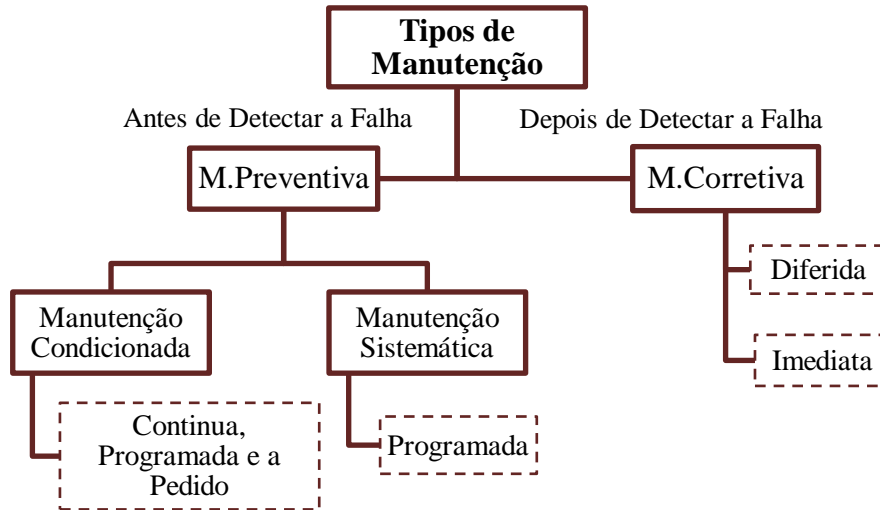 Tipos de
Manutenção
Antes de Detectar a Falha
Depois de Detectar a Falha
M.Preventiva
M.Corretiva
Diferida
Imediata
Manutenção
Condicionada
Manutenção
Sistemática
Continua,
Programada e a
Pedido
Programada